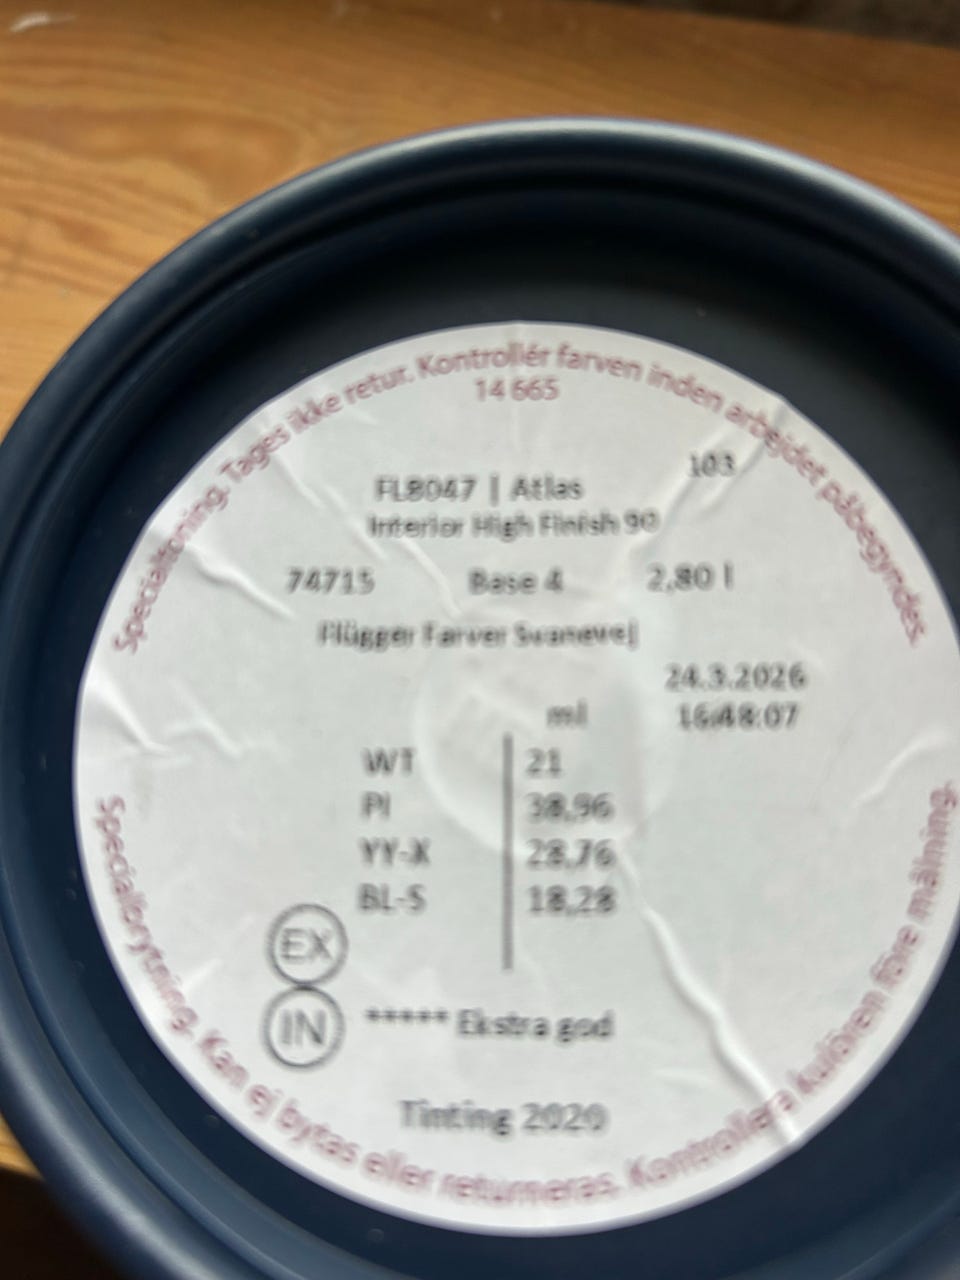 Specialtoning. Tages ikke retur. Kontrollér farven inden arbejdet påbegyndes.
14 665
103
FL8047 | Atlas
Interior High Finish 90
74715 Base 4 2,80 l
Flügger Farver Svanevej
24.3.2026
ml 16:48:07
WT 21
PI 38,96
YY-X 28,76
BL-S 18,28
EX
IN ***** Ekstra god
Tinting 2020
Specialbrytning. Kan ej bytas eller returneras. Kontrollera kulören före målning.